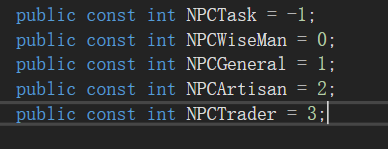 public const int NPCTask = -1;
public const int NPCWiseMan = 0;
public const int NPCGeneral = 1;
public const int NPCArtisan = 2;
public const int NPCTrader = 3;